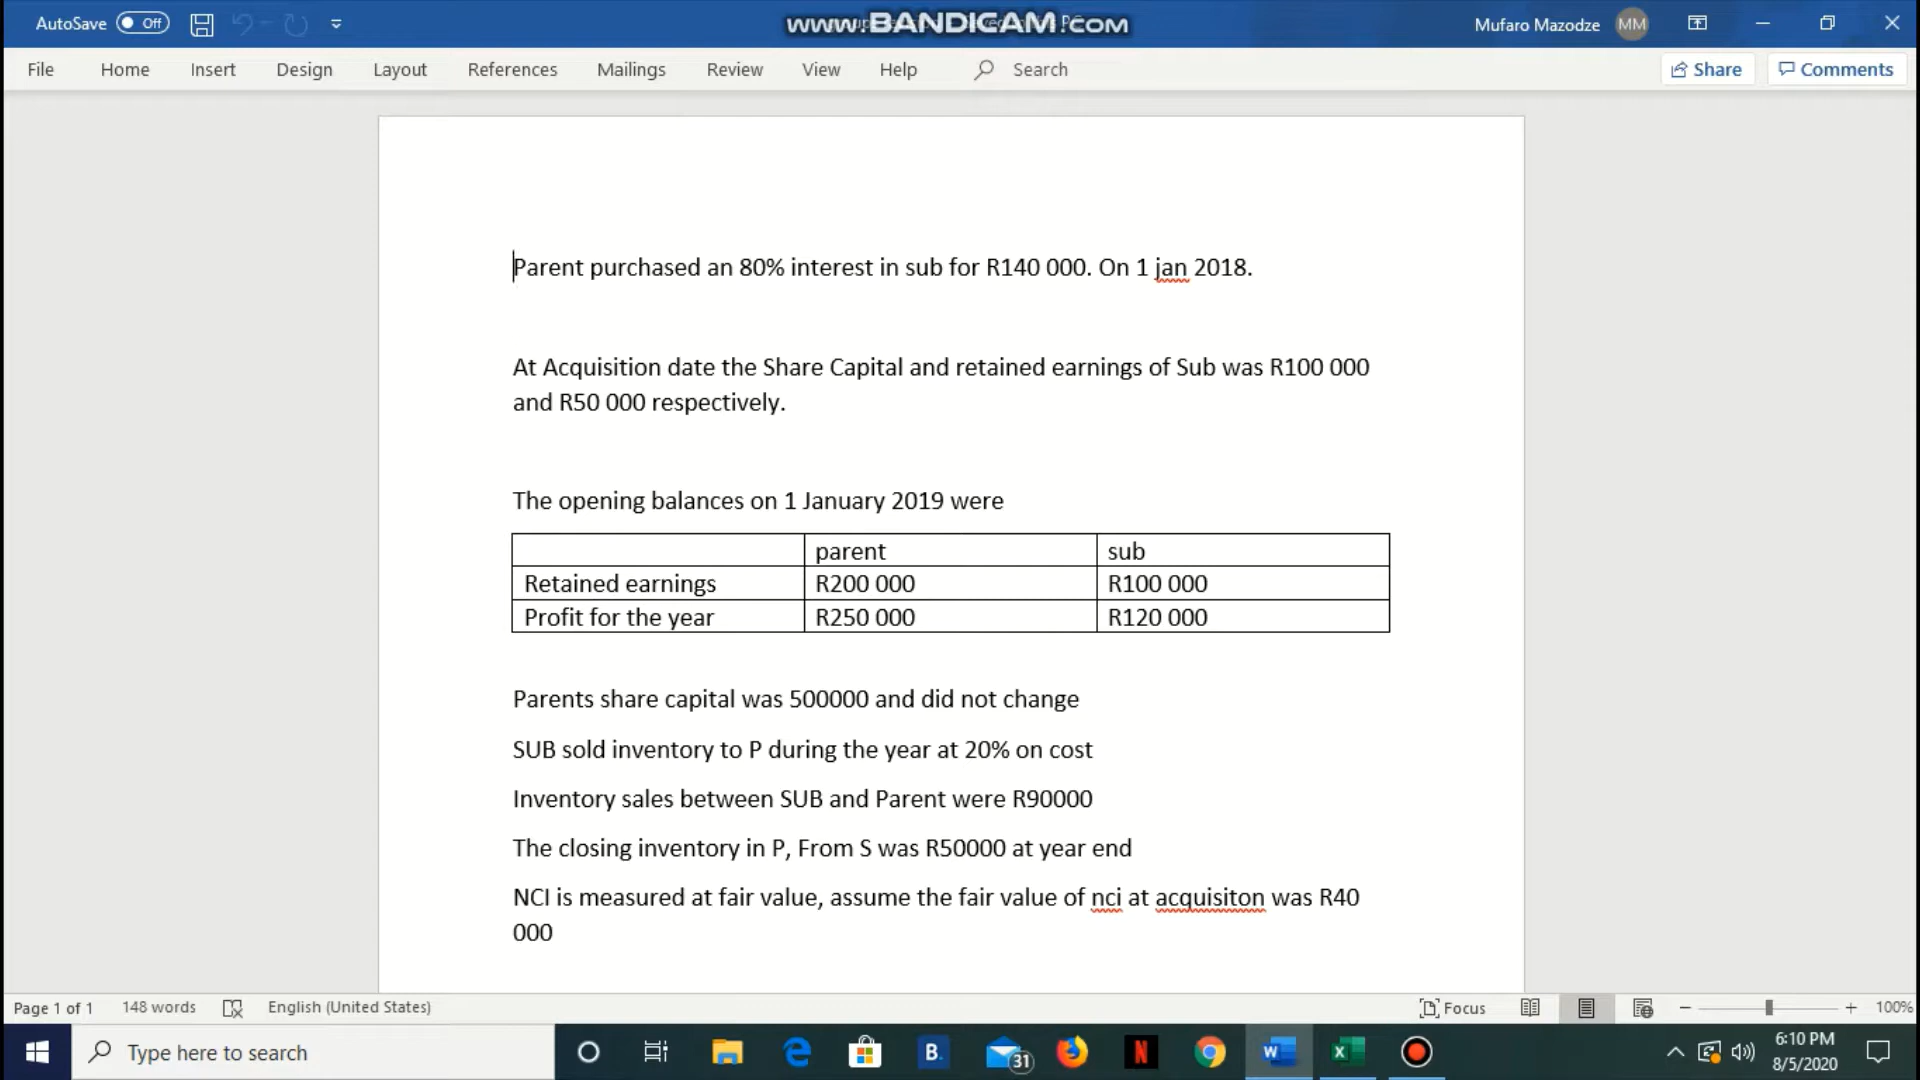 AutoSave Off www.BANDICAM.COM Mufaro Mazodze MM
File Home Insert Design Layout References Mailings Review View Help Search Share Comments
Parent purchased an 80% interest in sub for R140 000. On 1 jan 2018.
At Acquisition date the Share Capital and retained earnings of Sub was R100 000
and R50 000 respectively.
The opening balances on 1 January 2019 were
parent sub
Retained earnings R200 000 R100 000
Profit for the year R250 000 R120 000
Parents share capital was 500000 and did not change
SUB sold inventory to P during the year at 20% on cost
Inventory sales between SUB and Parent were R90000
The closing inventory in P, From S was R50000 at year end
NCI is measured at fair value, assume the fair value of nci at acquisiton was R40
000
Page 1 of 1 148 words English (United States) Focus 100%
Type here to search B. 31 N W X 6:10 PM
8/5/2020